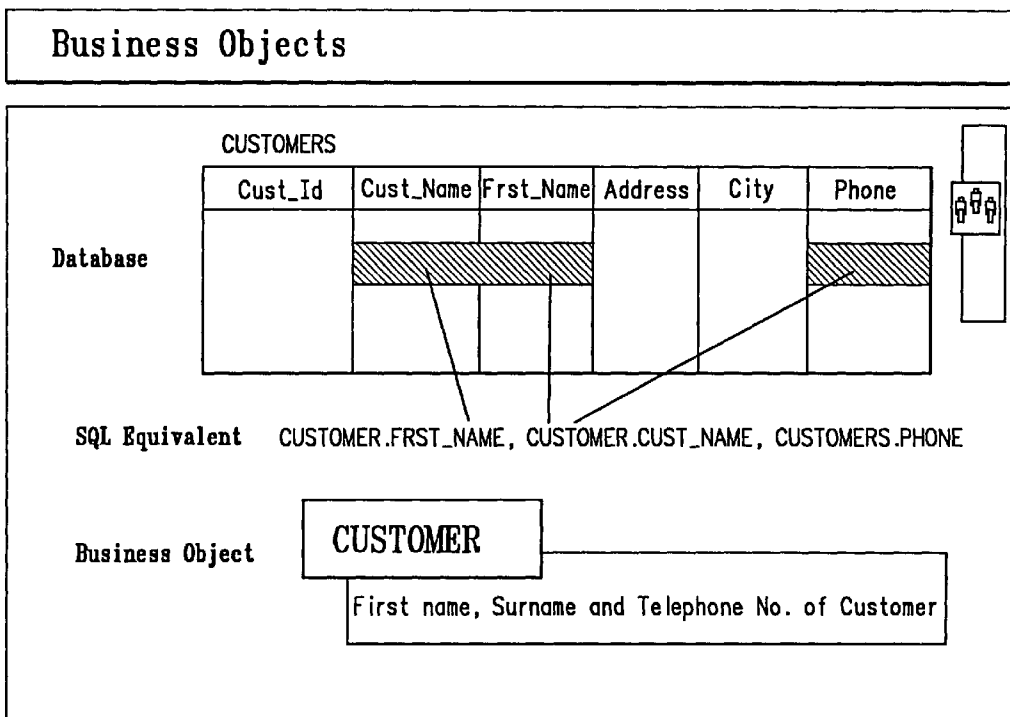 Business Objects
CUSTOMERS
Cust_Id Cust_Name Frst_Name Address City Phone
Database
SQL Equivalent CUSTOMER.FRST_NAME, CUSTOMER.CUST_NAME, CUSTOMERS.PHONE
Business Object CUSTOMER
First name, Surname and Telephone No. of Customer